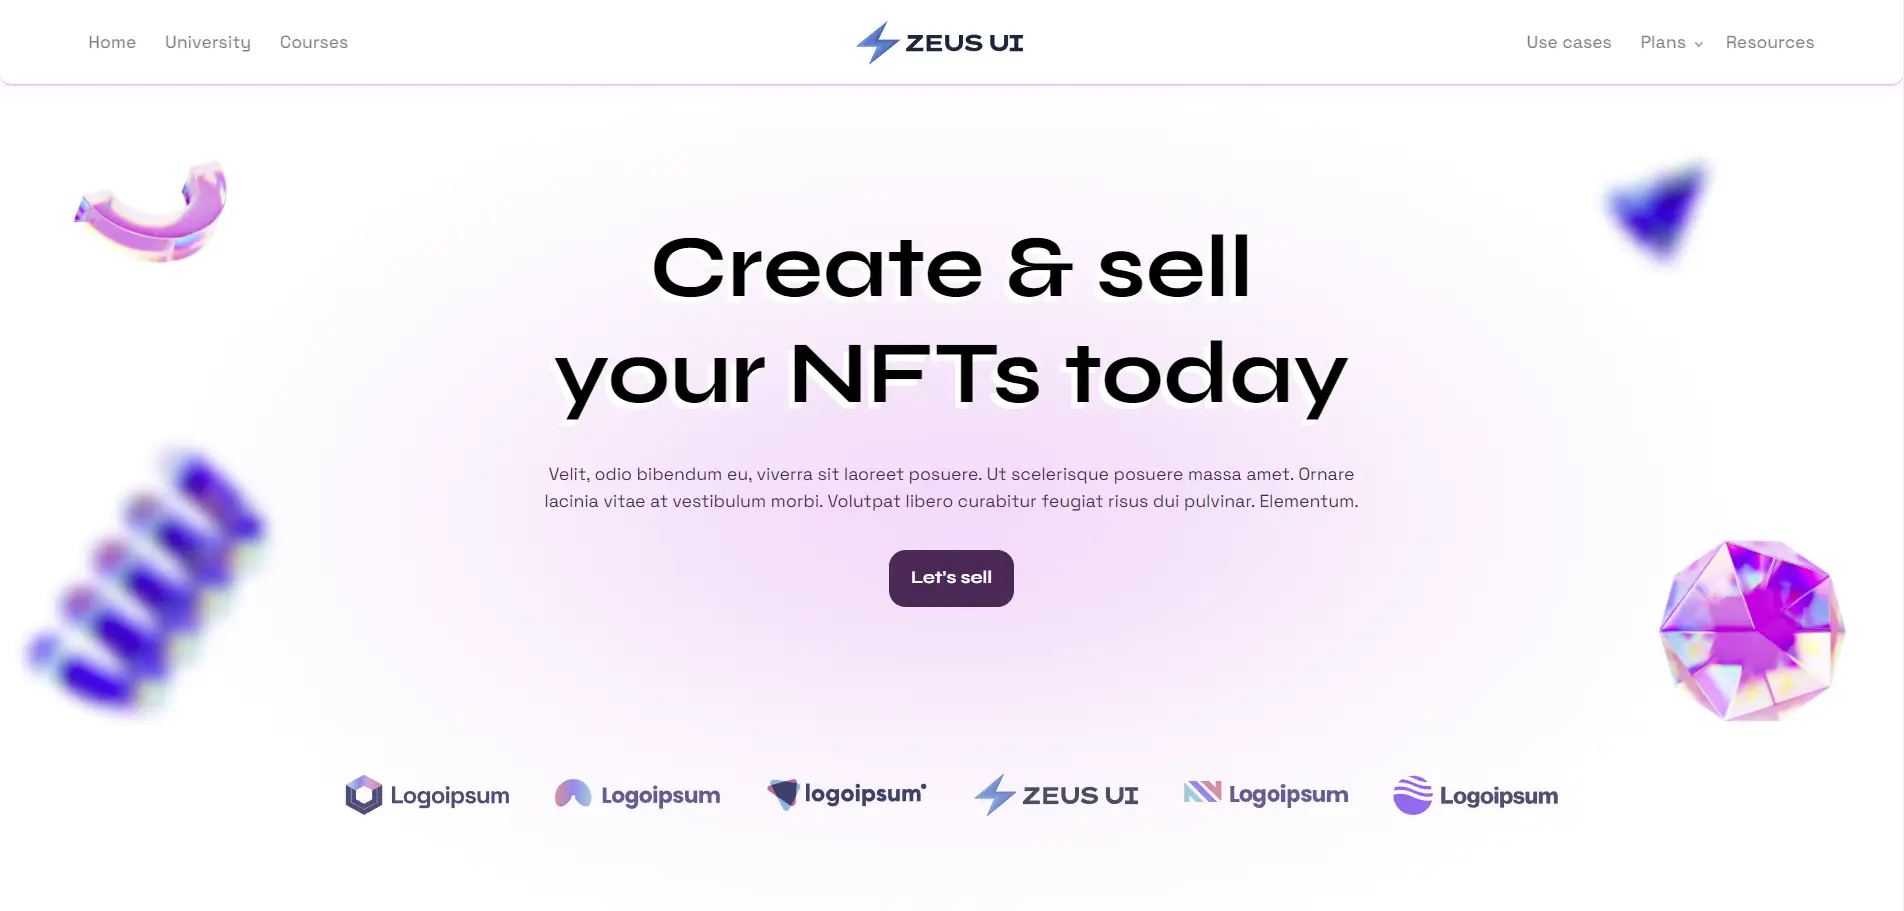 Home University Courses ZEUS UI Use cases Plans Resources
Create & sell
your NFTs today
Velit, odio bibendum eu, viverra sit laoreet posuere. Ut scelerisque posuere massa amet. Ornare
lacinia vitae at vestibulum morbi. Volutpat libero curabitur feugiat risus dui pulvinar. Elementum.
Let's sell
Logoipsum Logoipsum logoipsum ZEUS UI Logoipsum Logoipsum